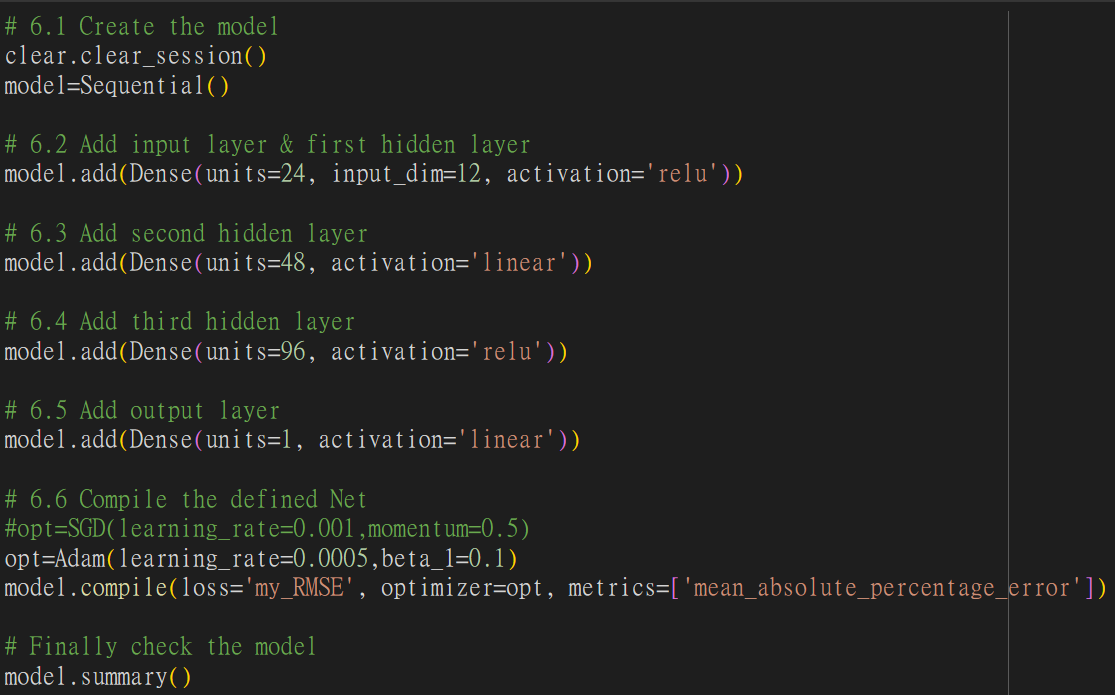 # 6.1 Create the model
clear.clear_session()
model=Sequential()
# 6.2 Add input layer & first hidden layer
model.add(Dense(units=24, input_dim=12, activation='relu'))
# 6.3 Add second hidden layer
model.add(Dense(units=48, activation='linear'))
# 6.4 Add third hidden layer
model.add(Dense(units=96, activation='relu'))
# 6.5 Add output layer
model.add(Dense(units=1, activation='linear'))
# 6.6 Compile the defined Net
#opt=SGD(learning_rate=0.001,momentum=0.5)
opt=Adam(learning_rate=0.0005,beta_1=0.1)
model.compile(loss='my_RMSE', optimizer=opt, metrics=['mean_absolute_percentage_error'])
# Finally check the model
model.summary()